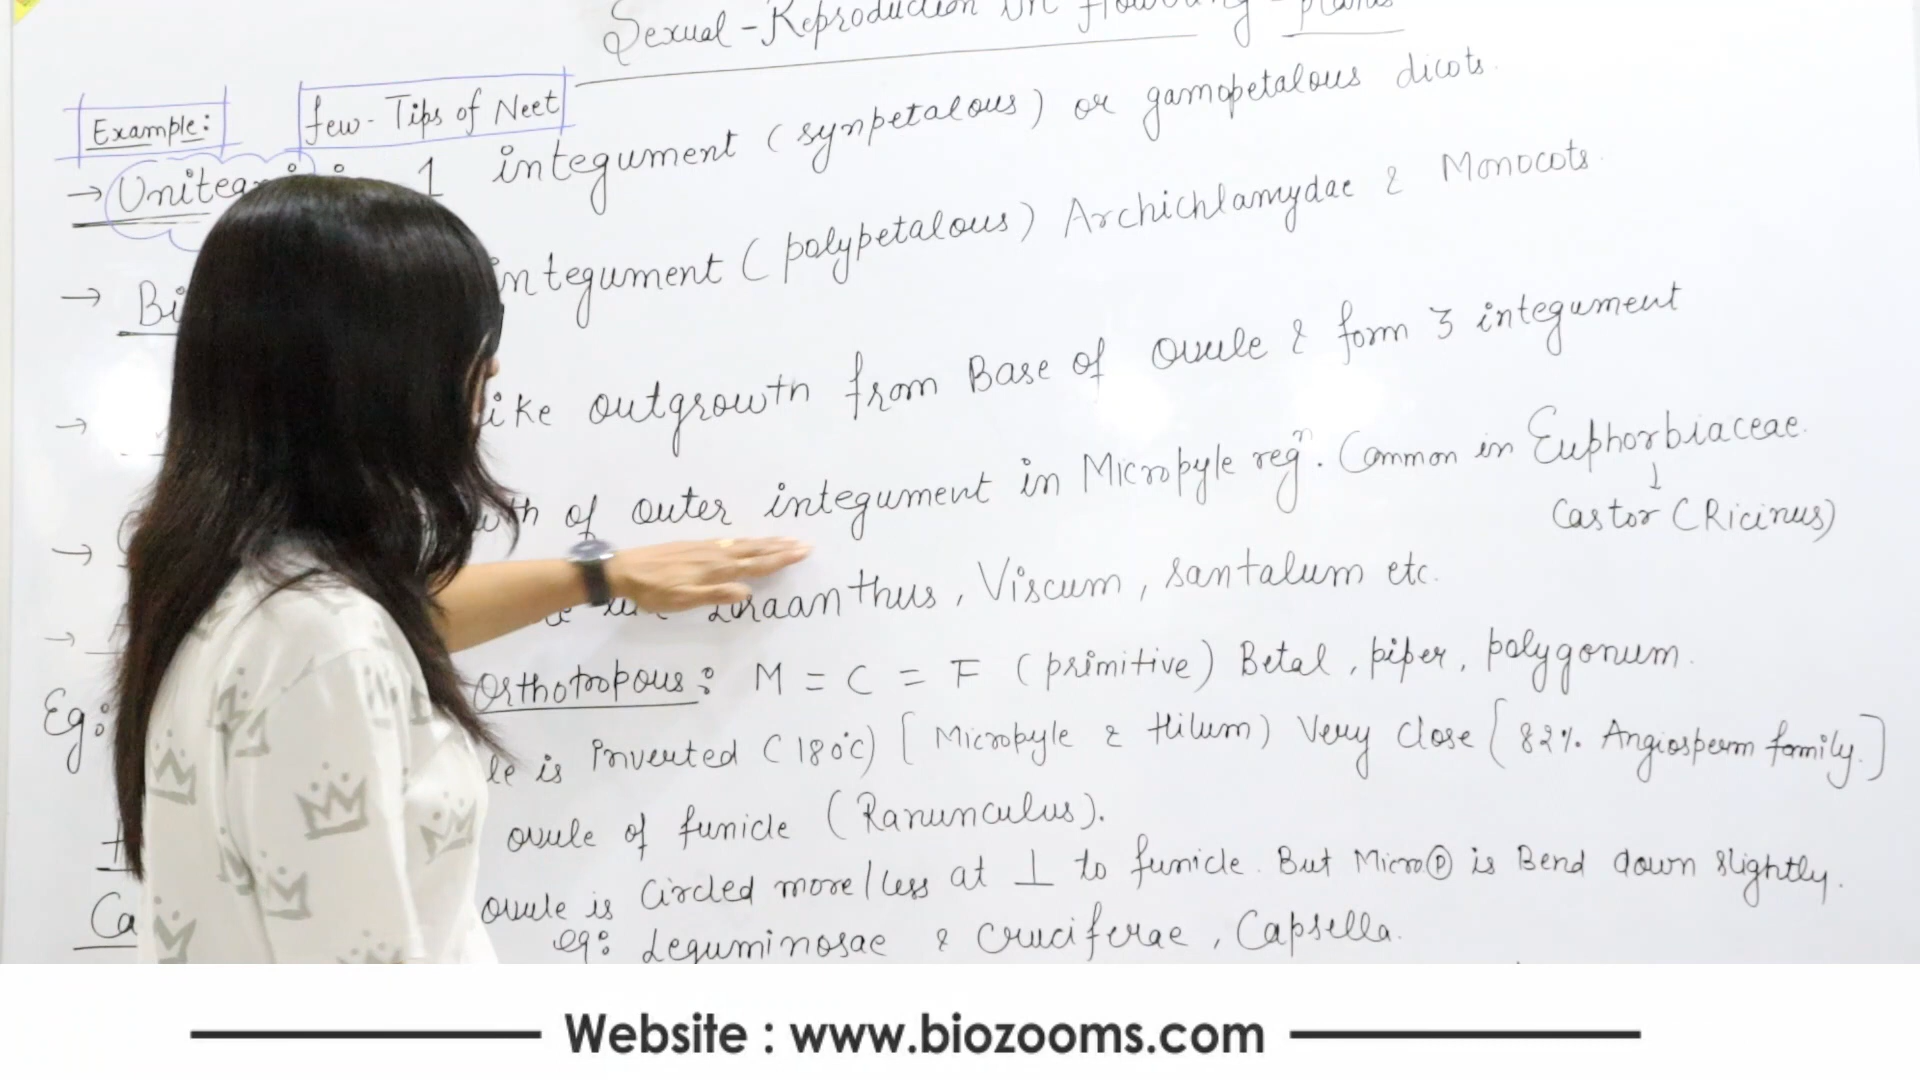 Sexual-Reproduction in flowering-plants
Example:
few-Tips of Neet
→ 1 integument (synpetalous) or gamopetalous dicots.
→ Bi integument (polypetalous) Archichlamydae & Monocots.
→ like outgrowth from Base of ovule & form 3 integument
→ of outer integument in Micropyle regⁿ. Common in Euphorbiaceae.
↓
Castor (Ricinus)
→ Loraanthus, Viscum, santalum etc.
Eg: Orthotropous: M = C = F (primitive) Betal, piper, polygonum.
is inverted (180°C) [Micropyle & Hilum) Very Close [82% Angiosperm family.]
ovule of funicle (Ranunculus).
Ca ovule is Circled more/less at ⊥ to funicle. But Micro Ⓟ is Bend down slightly.
eg: Leguminosae & Cruciferae, Capsella.
Website : www.biozooms.com